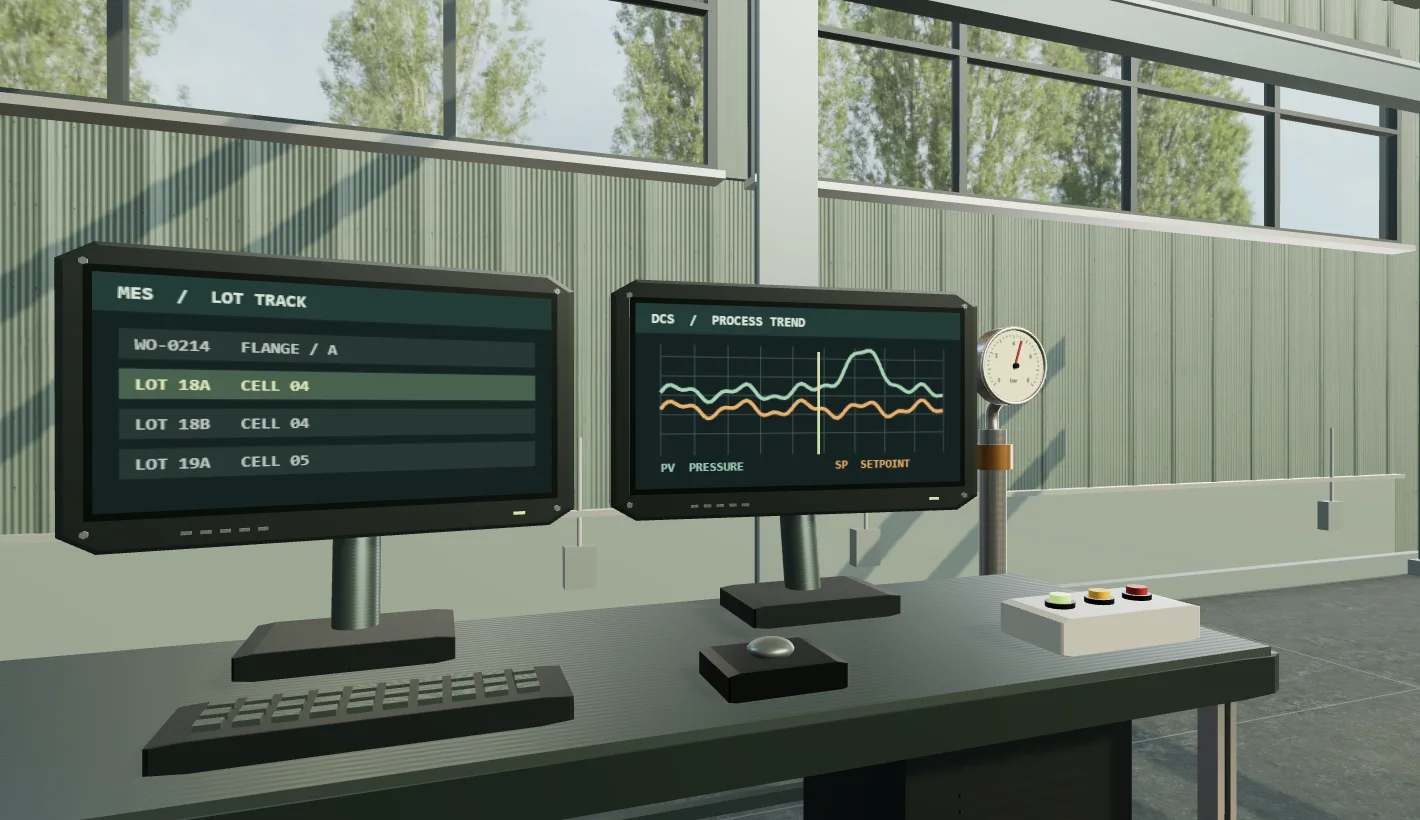 MES / LOT TRACK
WO-0214 FLANGE / A
LOT 18A CELL 04
LOT 18B CELL 04
LOT 19A CELL 05
DCS / PROCESS TREND
PV PRESSURE SP SETPOINT
bar